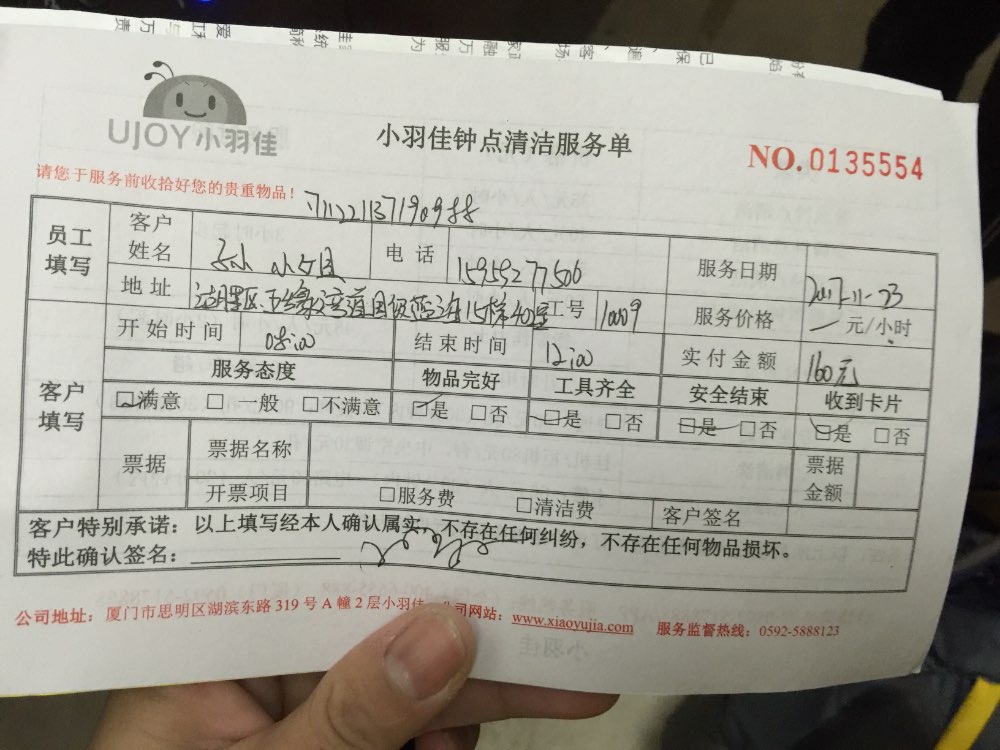 UJOY小羽佳
小羽佳钟点清洁服务单
NO.0135554
请您于服务前收拾好您的贵重物品！
员工填写
客户姓名
小姐
电话
15959277506
服务日期
2017-11-23
地址
工号
11009
服务价格
元/小时
开始时间
08:00
结束时间
12:00
实付金额
160元
客户填写
服务态度
物品完好
工具齐全
安全结束
收到卡片
☑满意 □一般 □不满意
☑是 □否
☑是 □否
☑是 □否
☑是 □否
票据
票据名称
票据金额
开票项目
□服务费
□清洁费
客户签名
客户特别承诺：以上填写经本人确认属实，不存在任何纠纷，不存在任何物品损坏。
特此确认签名：
公司地址：厦门市思明区湖滨东路 319 号 A 幢 2 层小羽佳
司网站：www.xiaoyujia.com
服务监督热线：0592-5888123